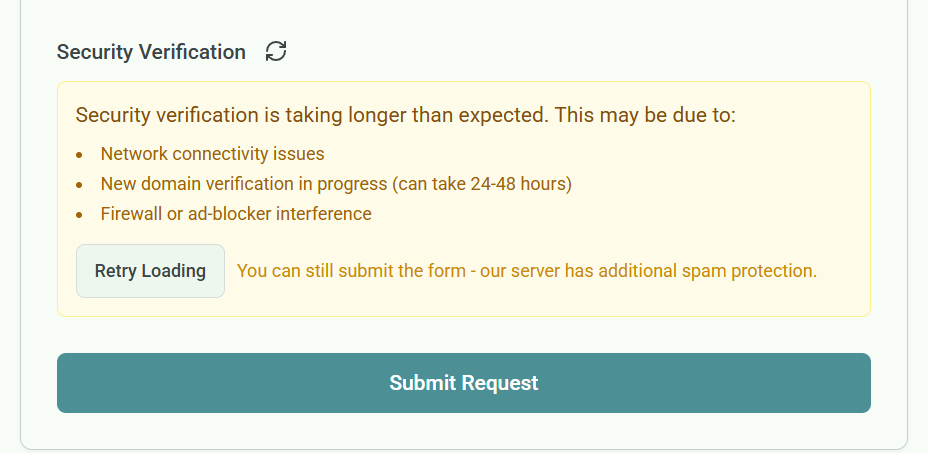 Security Verification
Security verification is taking longer than expected. This may be due to:
• Network connectivity issues
• New domain verification in progress (can take 24-48 hours)
• Firewall or ad-blocker interference
Retry Loading You can still submit the form - our server has additional spam protection.
Submit Request